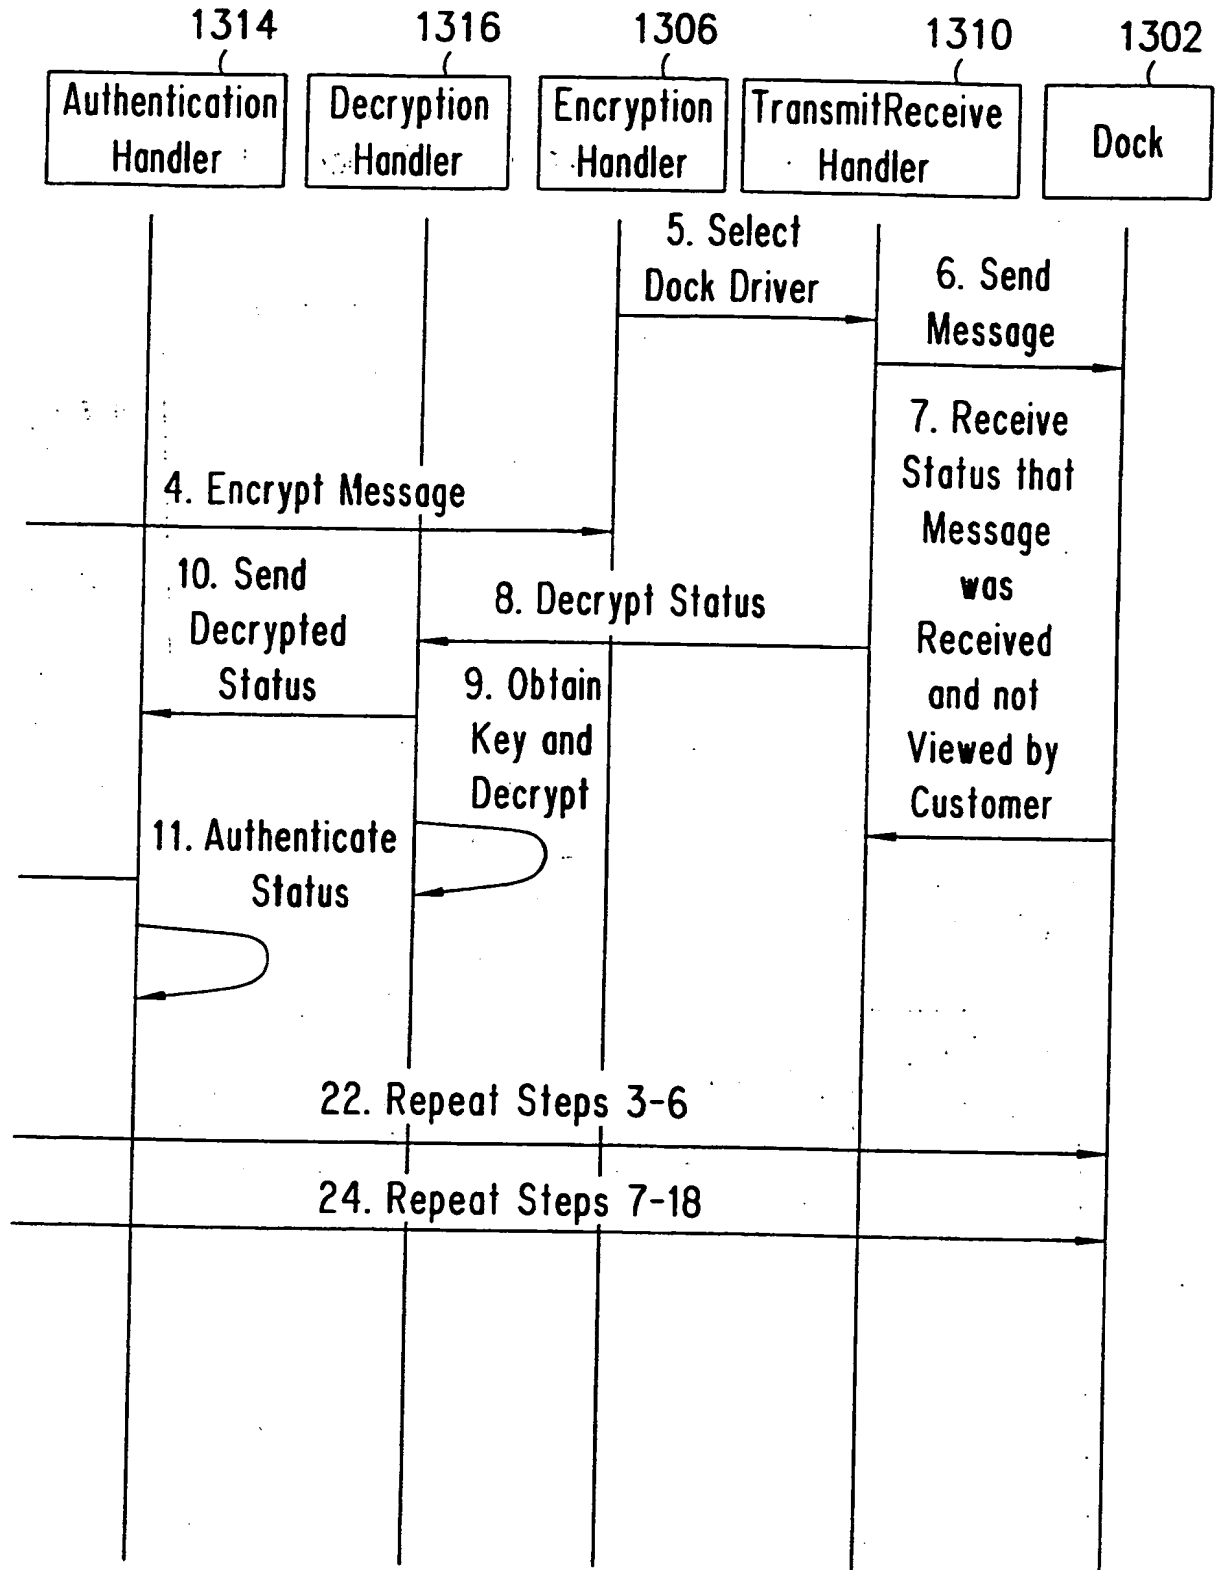 1314
1316
1306
1310
1302
Authentication
Handler
Decryption
Handler
Encryption
Handler
TransmitReceive
Handler
Dock
5. Select
Dock Driver
6. Send
Message
7. Receive
Status that
Message
was
Received
and not
Viewed by
Customer
4. Encrypt Message
10. Send
Decrypted
Status
8. Decrypt Status
9. Obtain
Key and
Decrypt
11. Authenticate
Status
22. Repeat Steps 3-6
24. Repeat Steps 7-18